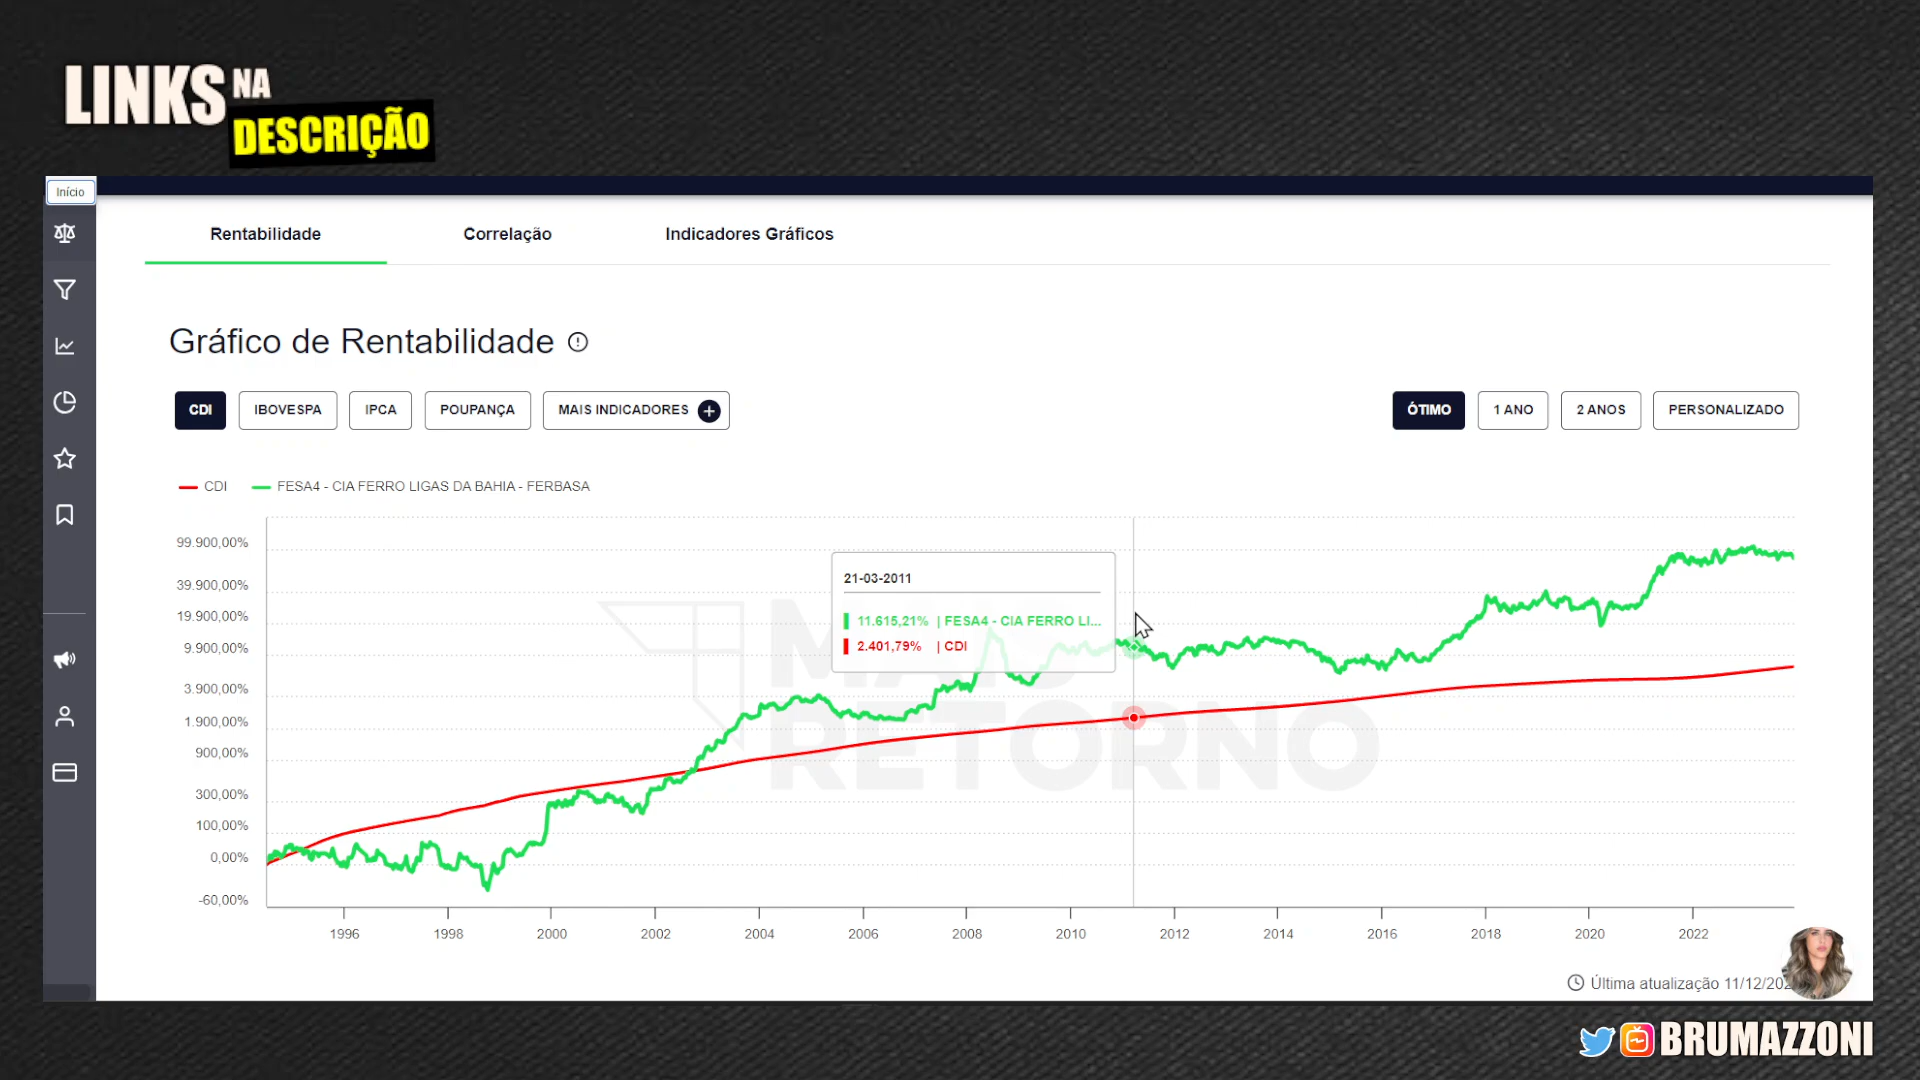 LINKS NA
DESCRIÇÃO
Início
Rentabilidade Correlação Indicadores Gráficos
Gráfico de Rentabilidade
CDI IBOVESPA IPCA POUPANÇA MAIS INDICADORES + ÓTIMO 1 ANO 2 ANOS PERSONALIZADO
CDI FESA4 - CIA FERRO LIGAS DA BAHIA - FERBASA
99.900,00%
39.900,00%
19.900,00%
9.900,00%
3.900,00%
1.900,00%
900,00%
300,00%
100,00%
0,00%
-60,00%
21-03-2011
11.615,21% | FESA4 - CIA FERRO LI...
2.401,79% | CDI
MAIS
RETORNO
1996 1998 2000 2002 2004 2006 2008 2010 2012 2014 2016 2018 2020 2022
Última atualização 11/12/202
BRUMAZZONI